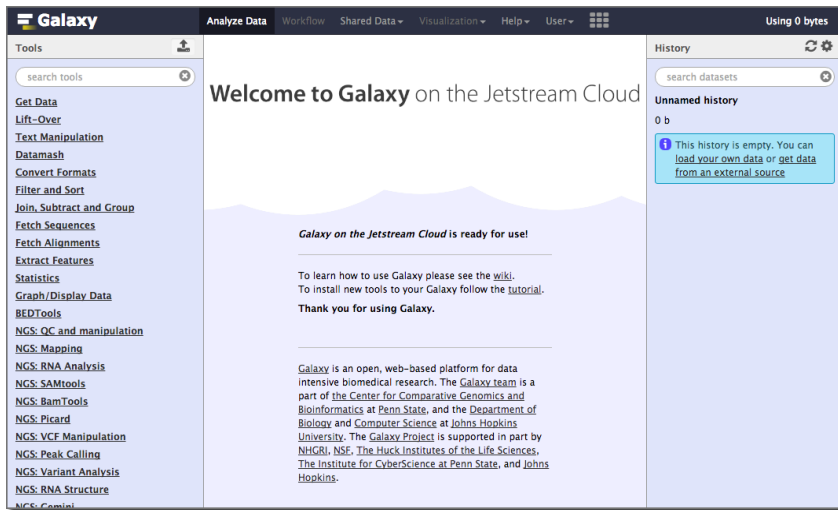 Galaxy
Analyze Data Workflow Shared Data Visualization Help User Using 0 bytes
Tools
search tools
Get Data
Lift-Over
Text Manipulation
Datamash
Convert Formats
Filter and Sort
Join, Subtract and Group
Fetch Sequences
Fetch Alignments
Extract Features
Statistics
Graph/Display Data
BEDTools
NGS: QC and manipulation
NGS: Mapping
NGS: RNA Analysis
NGS: SAMtools
NGS: BamTools
NGS: Picard
NGS: VCF Manipulation
NGS: Peak Calling
NGS: Variant Analysis
NGS: RNA Structure
NGS: Gemini
Welcome to Galaxy on the Jetstream Cloud
Galaxy on the Jetstream Cloud is ready for use!
To learn how to use Galaxy please see the wiki.
To install new tools to your Galaxy follow the tutorial.
Thank you for using Galaxy.
Galaxy is an open, web-based platform for data
intensive biomedical research. The Galaxy team is a
part of the Center for Comparative Genomics and
Bioinformatics at Penn State, and the Department of
Biology and Computer Science at Johns Hopkins
University. The Galaxy Project is supported in part by
NHGRI, NSF, The Huck Institutes of the Life Sciences,
The Institute for CyberScience at Penn State, and Johns
Hopkins.
History
search datasets
Unnamed history
0 b
This history is empty. You can
load your own data or get data
from an external source